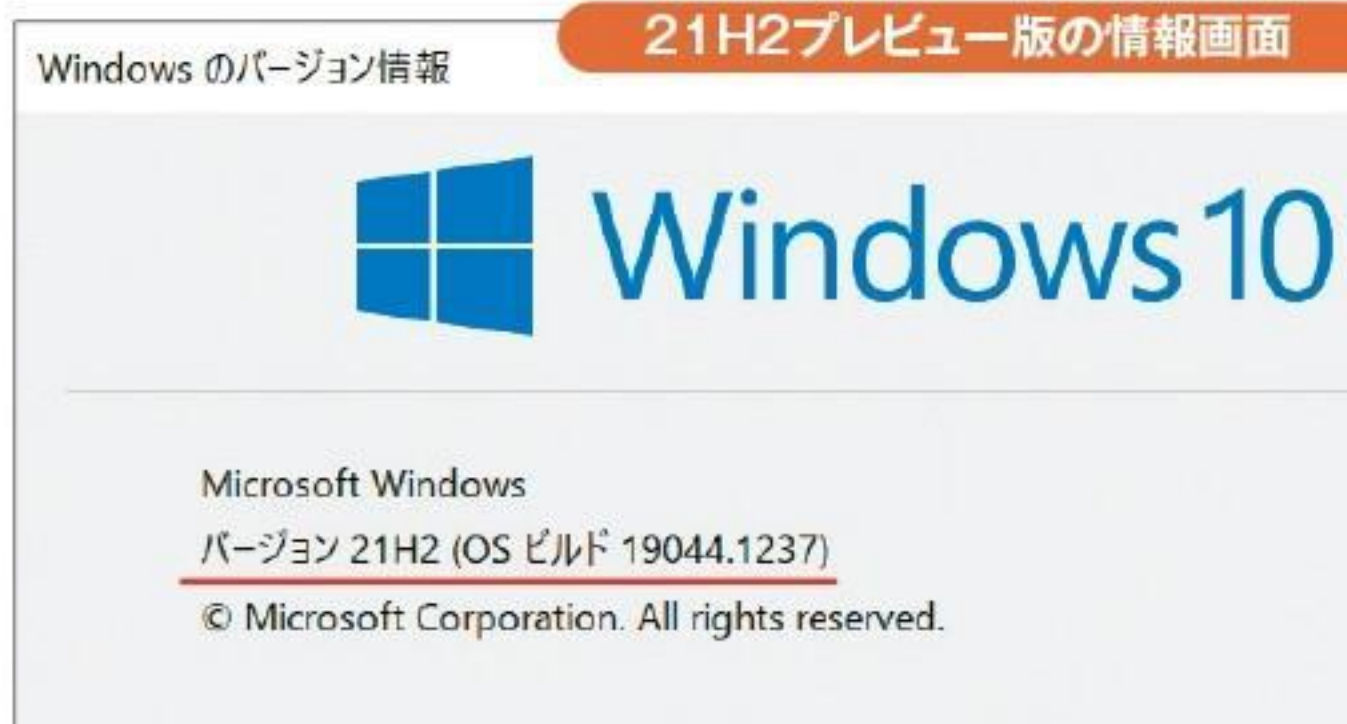 21H2プレビュー版の情報画面
Windows のバージョン情報
Windows 10
Microsoft Windows
バージョン 21H2 (OS ビルド 19044.1237)
© Microsoft Corporation. All rights reserved.